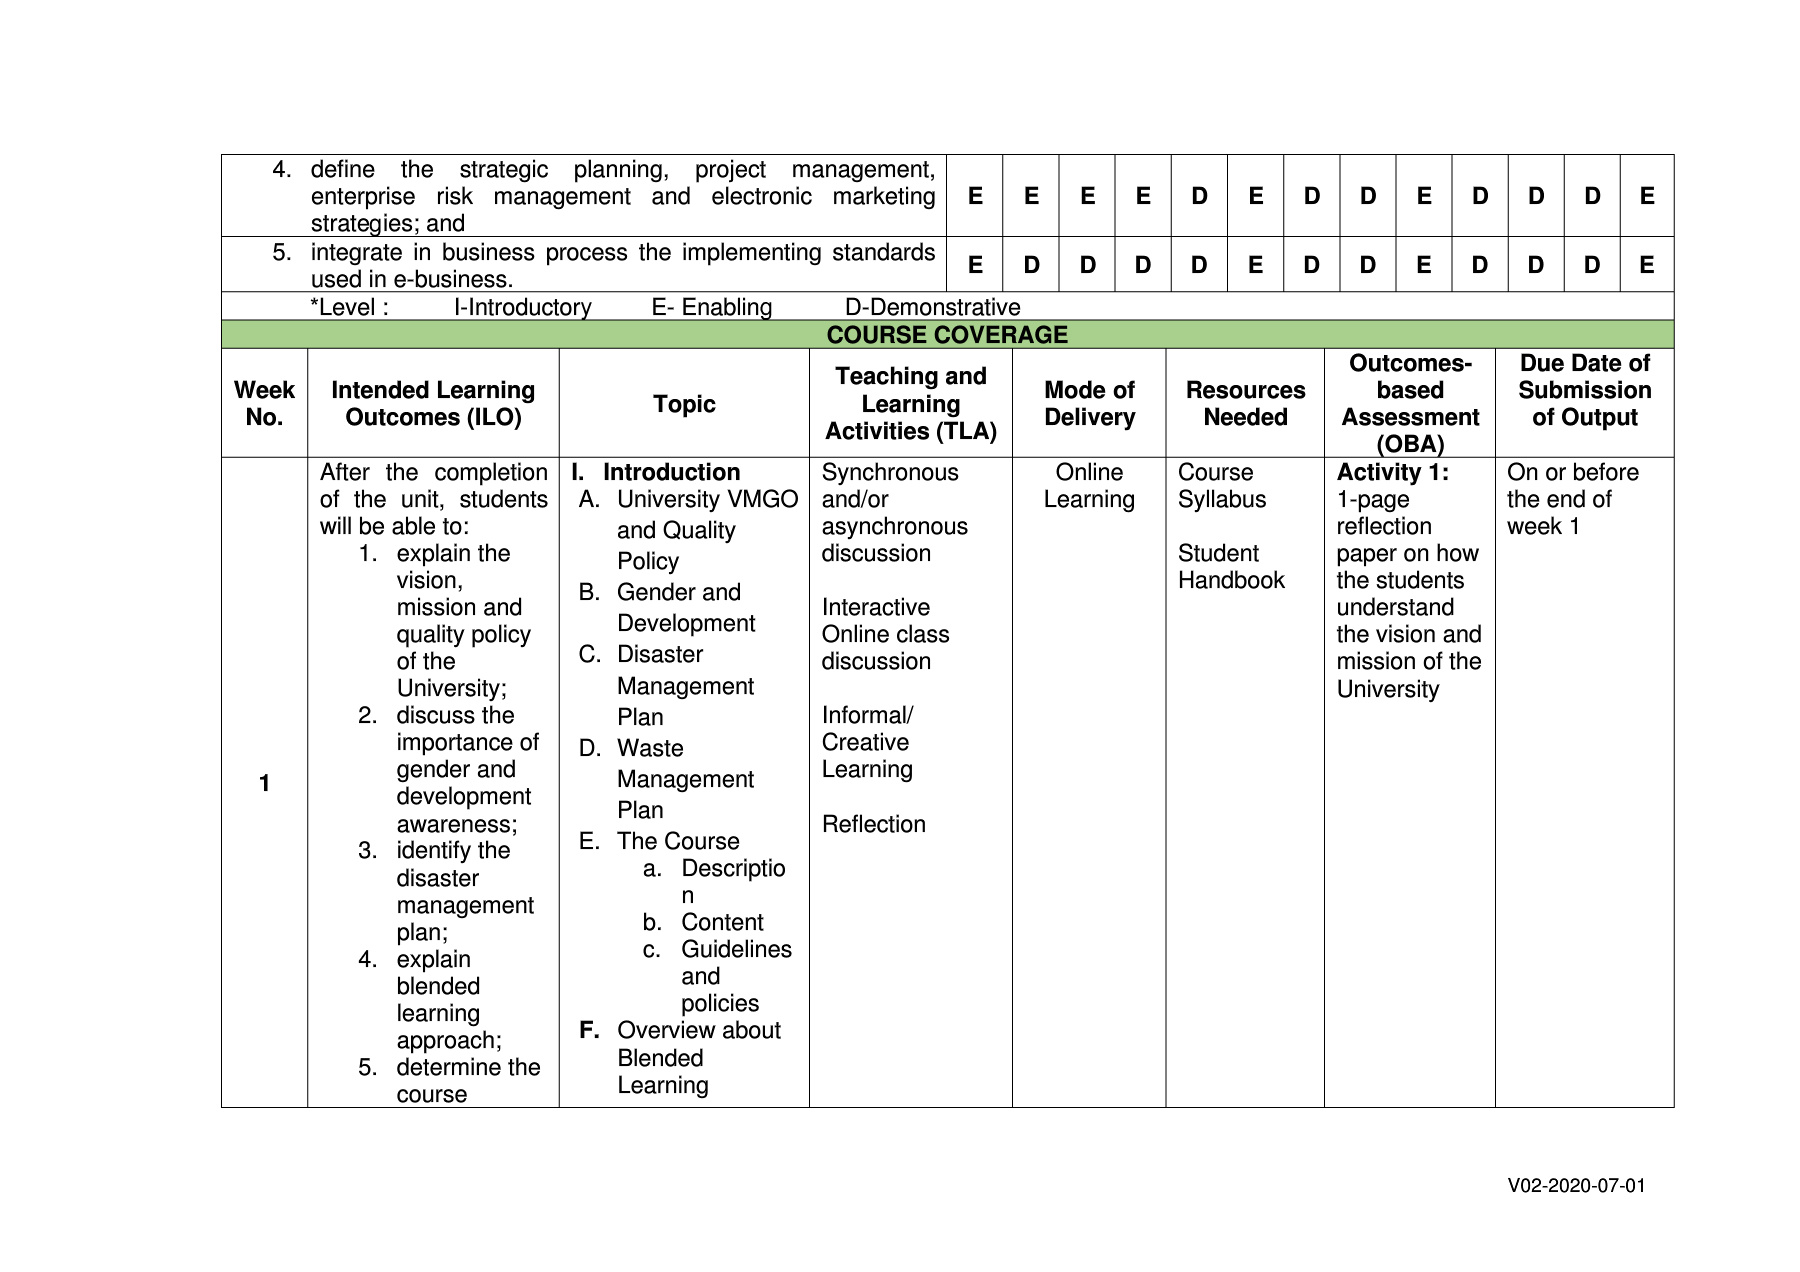 4. define the strategic planning, project management,
enterprise risk management and electronic marketing
strategies; and
E E E E D E D D E D D D E
5. integrate in business process the implementing standards
used in e-business.
E D D D D E D D E D D D E
*Level : I-Introductory E- Enabling D-Demonstrative
COURSE COVERAGE
Week
No.
Intended Learning
Outcomes (ILO)
Topic
Teaching and
Learning
Activities (TLA)
Mode of
Delivery
Resources
Needed
Outcomes-
based
Assessment
(OBA)
Due Date of
Submission
of Output
1
After the completion
of the unit, students
will be able to:
1. explain the
vision,
mission and
quality policy
of the
University;
2. discuss the
importance of
gender and
development
awareness;
3. identify the
disaster
management
plan;
4. explain
blended
learning
approach;
5. determine the
course
I. Introduction
A. University VMGO
and Quality
Policy
B. Gender and
Development
C. Disaster
Management
Plan
D. Waste
Management
Plan
E. The Course
a. Descriptio
n
b. Content
c. Guidelines
and
policies
F. Overview about
Blended
Learning
Synchronous
and/or
asynchronous
discussion
Interactive
Online class
discussion
Informal/
Creative
Learning
Reflection
Online
Learning
Course
Syllabus
Student
Handbook
Activity 1:
1-page
reflection
paper on how
the students
understand
the vision and
mission of the
University
On or before
the end of
week 1
V02-2020-07-01